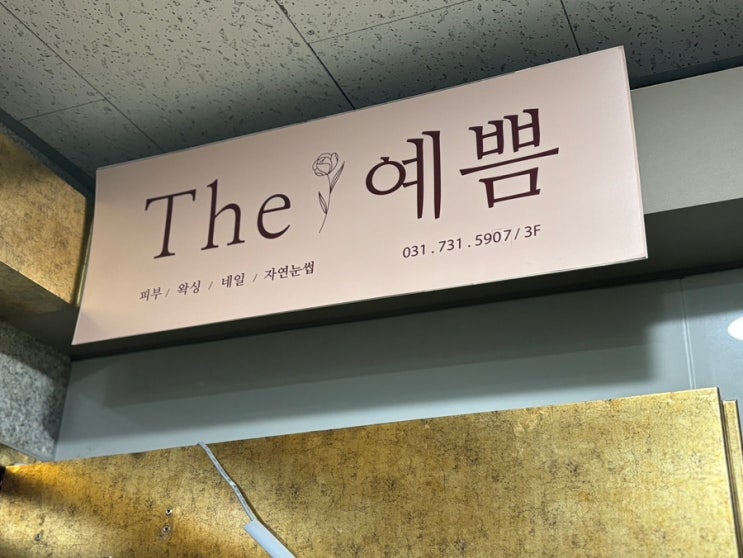 The 예쁨
피부 / 왁싱 / 네일 / 자연눈썹
031.731.5907/3F